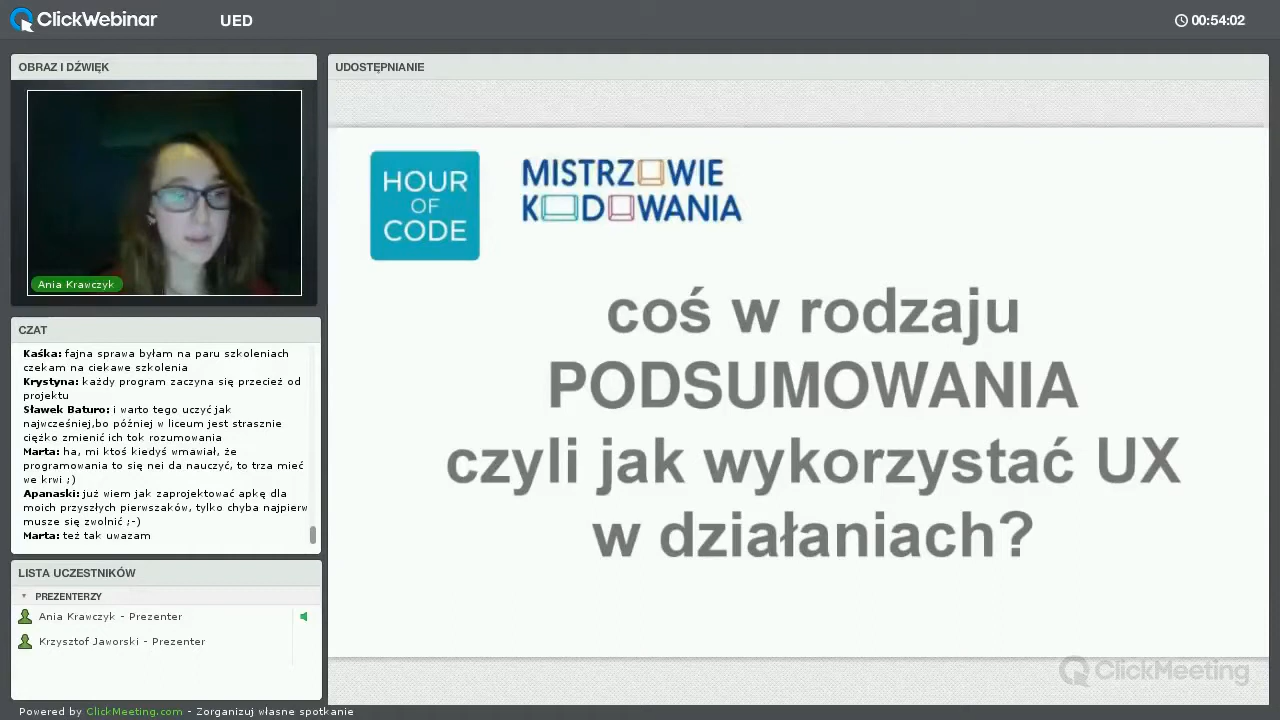 ClickWebinar
UED
00:54:02
OBRAZ I DŹWIĘK
Ania Krawczyk
CZAT
Kaśka: fajna sprawa byłam na paru szkoleniach
czekam na ciekawe szkolenia
Krystyna: każdy program zaczyna się przecież od
projektu
Sławek Baturo: i warto tego uczyć jak
najwcześniej,bo później w liceum jest strasznie
ciężko zmienić ich tok rozumowania
Marta: ha, mi ktoś kiedyś wmawiał, że
programowania to się nei da nauczyć, to trza mieć
we krwi ;)
Apanaski: już wiem jak zaprojektować apkę dla
moich przyszłych pierwszaków, tylko chyba najpierw
musze się zwolnić ;-)
Marta: też tak uwazam
LISTA UCZESTNIKÓW
PREZENTERZY
Ania Krawczyk - Prezenter
Krzysztof Jaworski - Prezenter
UDOSTĘPNIANIE
HOUR
OF
CODE
MISTRZOWIE
KODOWANIA
coś w rodzaju
PODSUMOWANIA
czyli jak wykorzystać UX
w działaniach?
ClickMeeting
Powered by ClickMeeting.com - Zorganizuj własne spotkanie